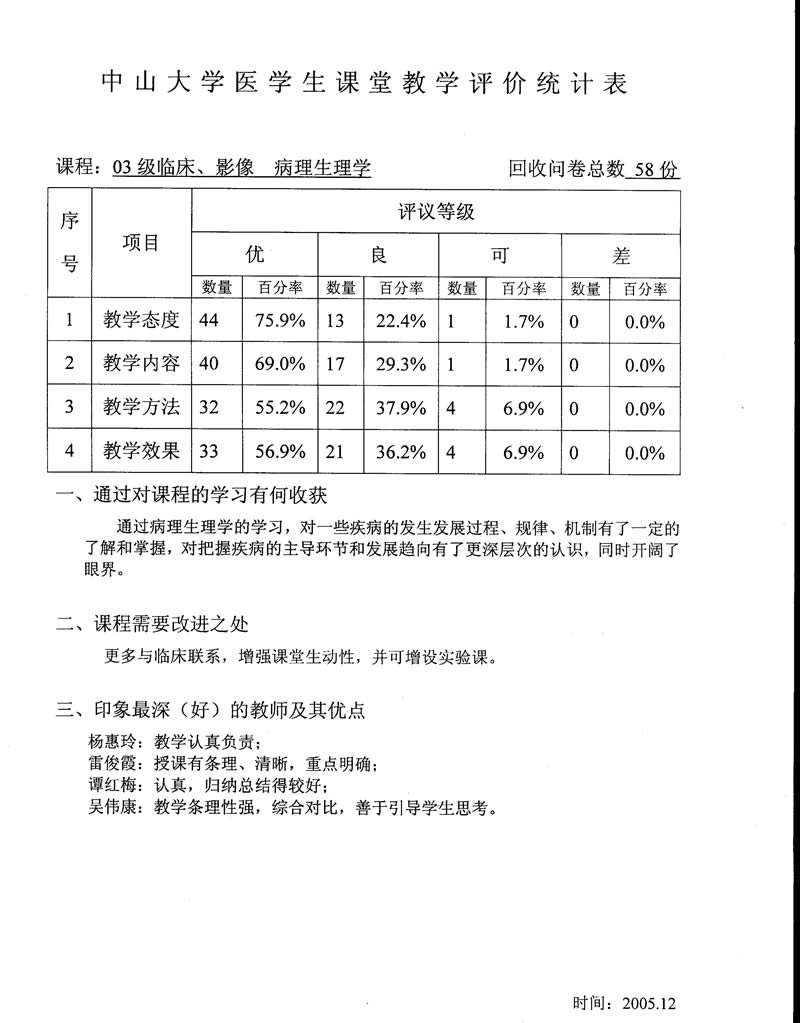 中山大学医学生课堂教学评价统计表
课程：03级临床、影像 病理生理学 回收问卷总数 58 份
序号 项目 评议等级
优 良 可 差
数量 百分率 数量 百分率 数量 百分率 数量 百分率
1 教学态度 44 75.9% 13 22.4% 1 1.7% 0 0.0%
2 教学内容 40 69.0% 17 29.3% 1 1.7% 0 0.0%
3 教学方法 32 55.2% 22 37.9% 4 6.9% 0 0.0%
4 教学效果 33 56.9% 21 36.2% 4 6.9% 0 0.0%
一、通过对课程的学习有何收获
通过病理生理学的学习，对一些疾病的发生发展过程、规律、机制有了一定的
了解和掌握，对把握疾病的主导环节和发展趋向有了更深层次的认识，同时开阔了
眼界。
二、课程需要改进之处
更多与临床联系，增强课堂生动性，并可增设实验课。
三、印象最深（好）的教师及其优点
杨惠玲：教学认真负责；
雷俊霞：授课有条理、清晰，重点明确；
谭红梅：认真，归纳总结得较好；
吴伟康：教学条理性强，综合对比，善于引导学生思考。
时间：2005.12